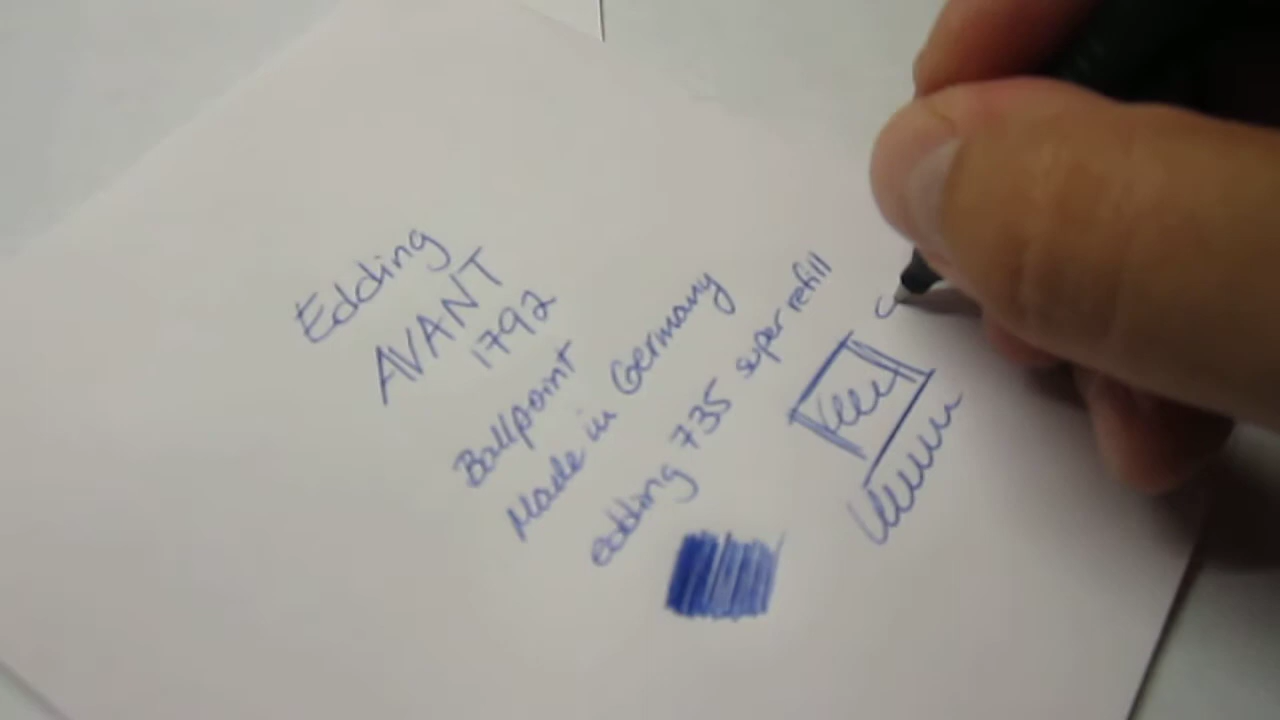 Edding
AVANT
1792
Ballpoint
Made in Germany
edding 735 super refill